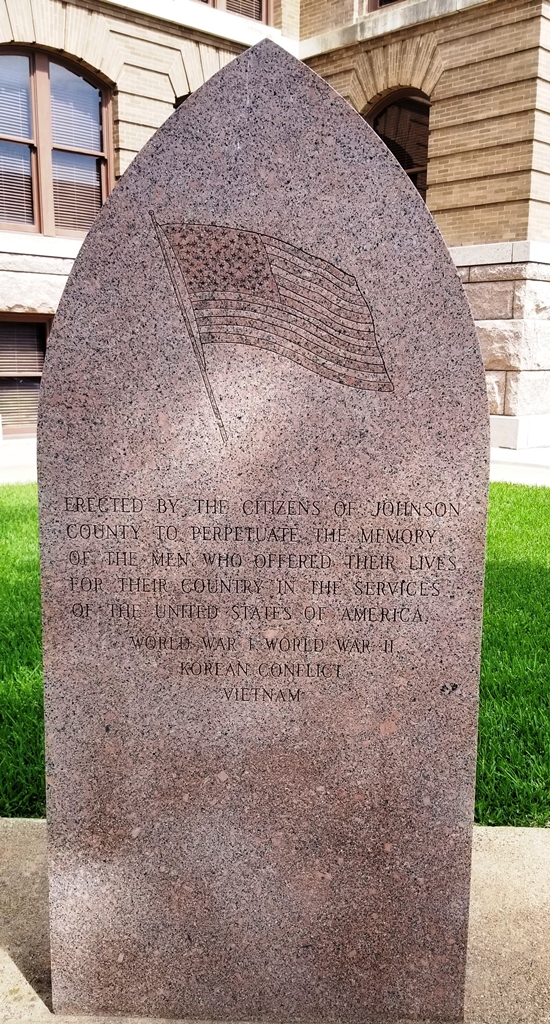 ERECTED BY THE CITIZENS OF JOHNSON
COUNTY TO PERPETUATE THE MEMORY
OF THE MEN WHO OFFERED THEIR LIVES
FOR THEIR COUNTRY IN THE SERVICES
OF THE UNITED STATES OF AMERICA.
WORLD WAR I WORLD WAR II
KOREAN CONFLICT
VIETNAM